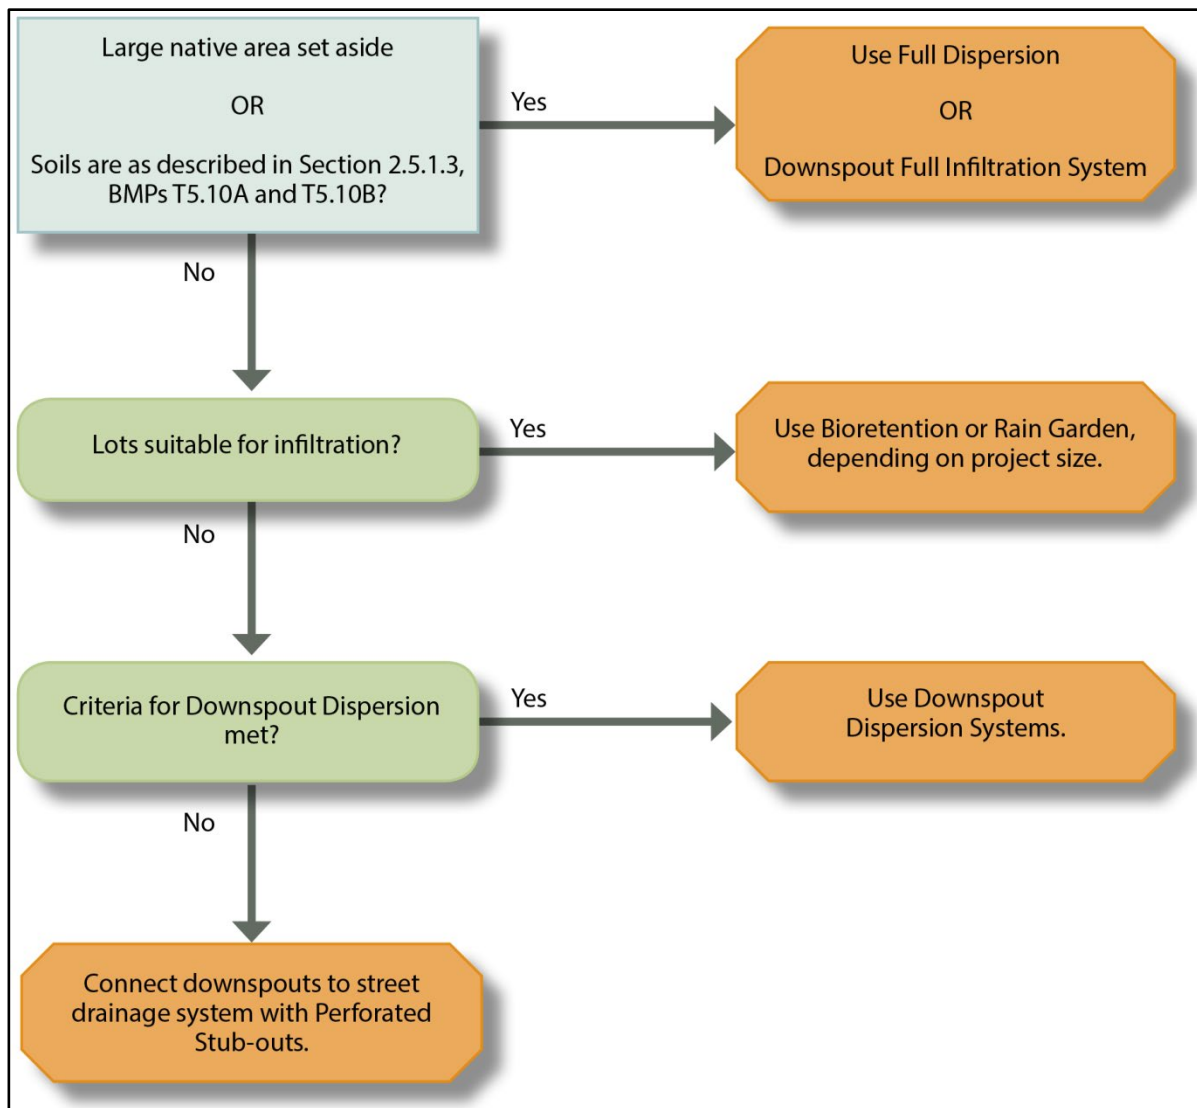 Large native area set aside
OR
Soils are as described in Section 2.5.1.3,
BMPs T5.10A and T5.10B?
Yes
Use Full Dispersion
OR
Downspout Full Infiltration System
No
Lots suitable for infiltration?
Yes
Use Bioretention or Rain Garden,
depending on project size.
No
Criteria for Downspout Dispersion
met?
Yes
Use Downspout
Dispersion Systems.
No
Connect downspouts to street
drainage system with Perforated
Stub-outs.